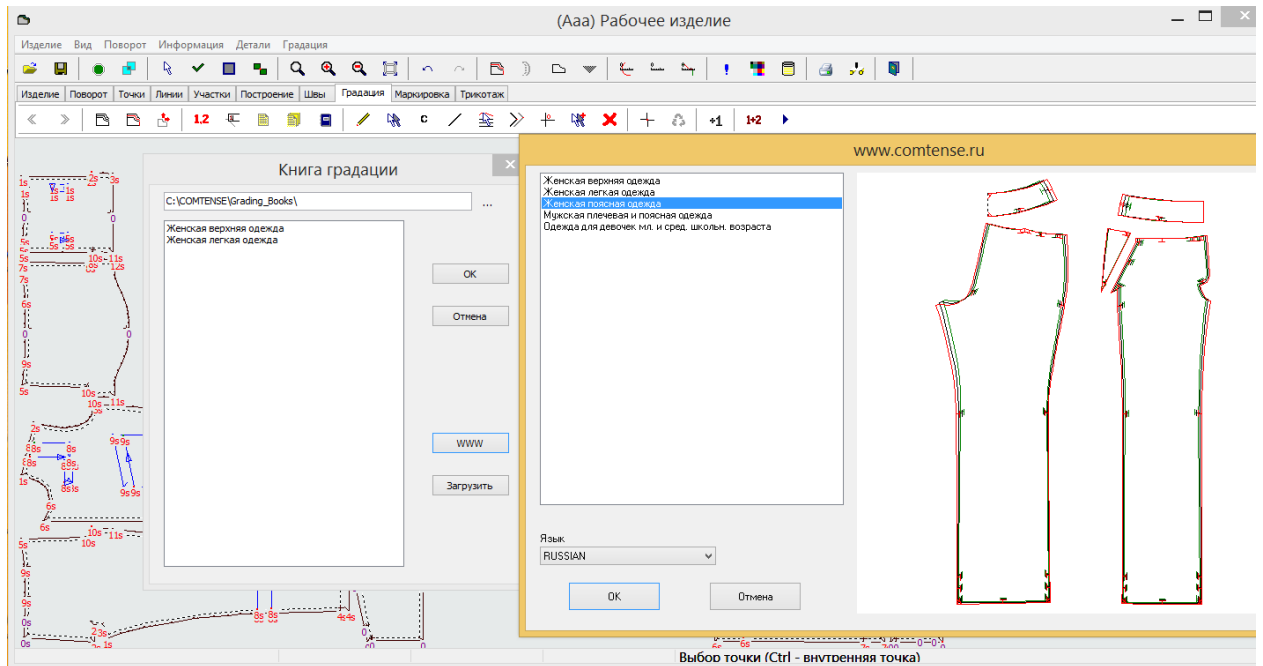 (Aaa) Рабочее изделие
Изделие Вид Поворот Информация Детали Градация
Изделие Поворот Точки Линии Участки Построение Швы Градация Маркировка Трикотаж
1.2 C +1 1+2
www.comtense.ru
Книга градации
C:\COMTENSE\Grading_Books\ ...
Женская верхняя одежда
Женская легкая одежда
OK
Отмена
WWW
Загрузить
Женская верхняя одежда
Женская легкая одежда
Женская поясная одежда
Мужская плечевая и поясная одежда
Одежда для девочек мл. и сред. школьн. возраста
Язык
RUSSIAN
OK
Отмена
Выбор точки (Ctrl - внутренняя точка)